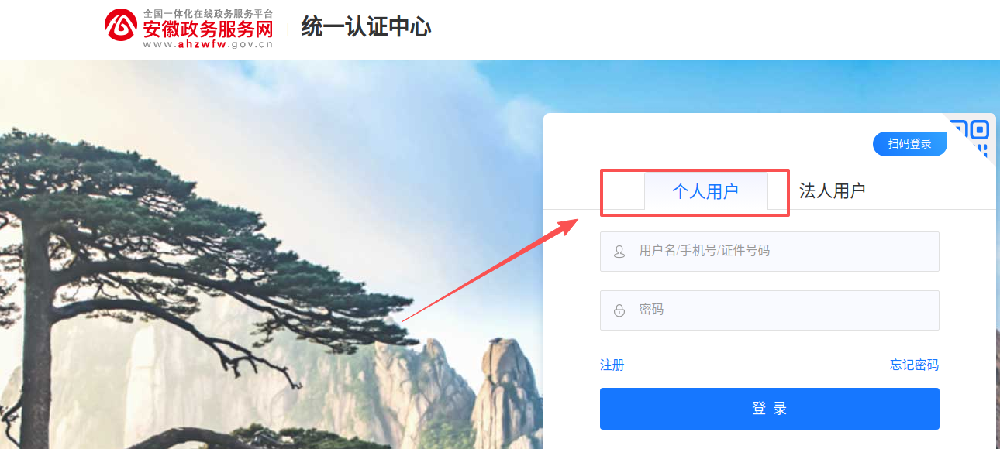 全国一体化在线政务服务平台
安徽政务服务网
www.ahzwfw.gov.cn
统一认证中心
扫码登录
个人用户
法人用户
用户名/手机号/证件号码
密码
注册
忘记密码
登 录